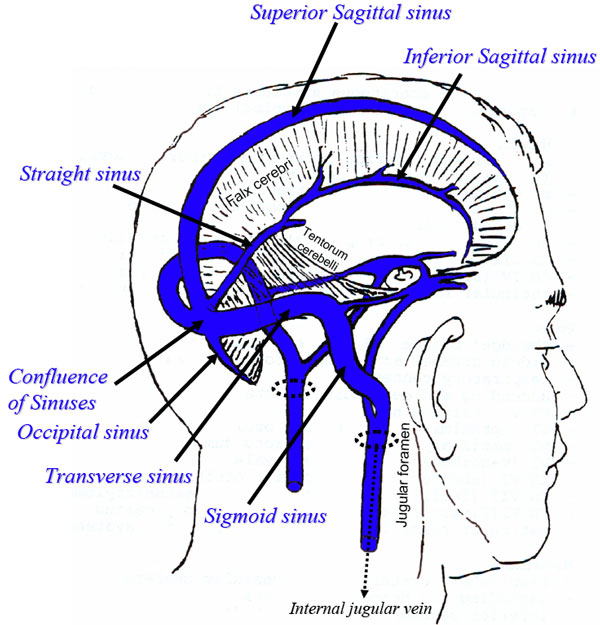 Superior Sagittal sinus
Inferior Sagittal sinus
Straight sinus
Falx cerebri
Tentorum
cerebelli
Confluence
of Sinuses
Occipital sinus
Transverse sinus
Sigmoid sinus
Jugular foramen
Internal jugular vein